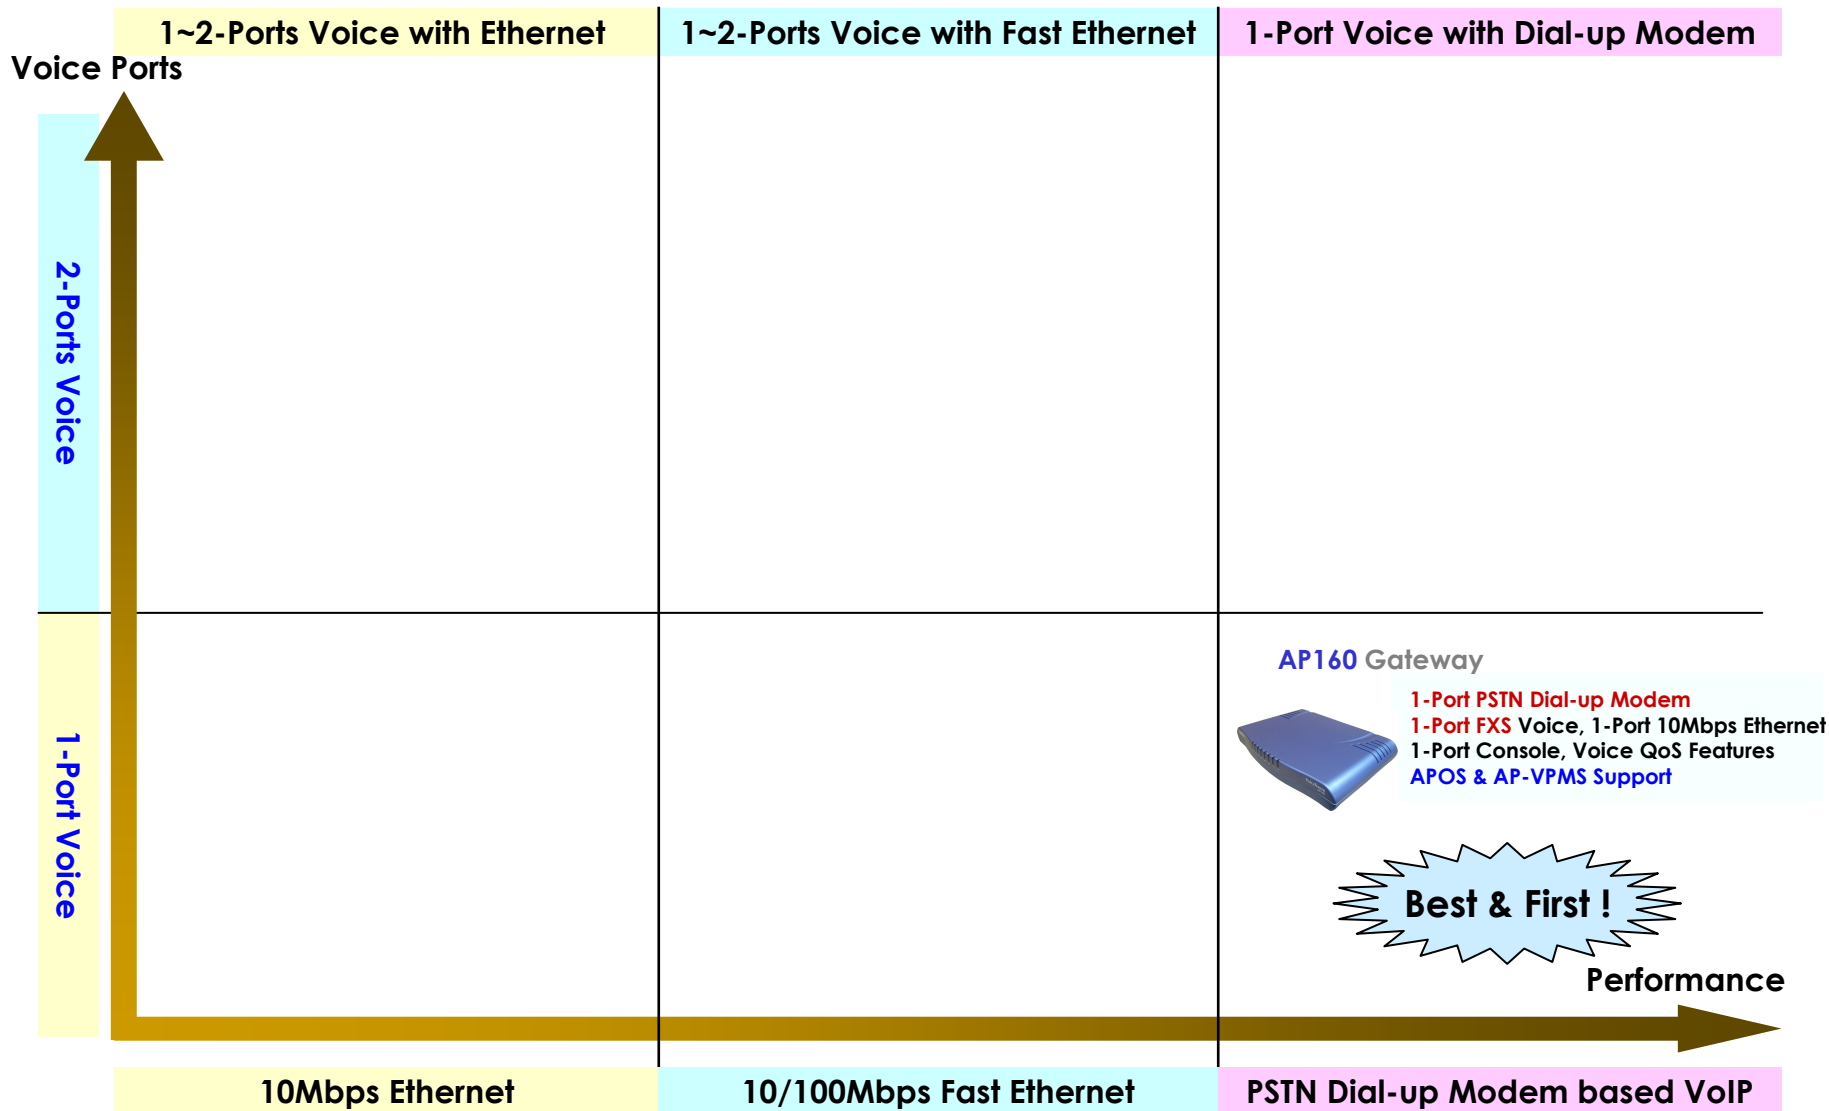 1~2-Ports Voice with Ethernet
1~2-Ports Voice with Fast Ethernet
1-Port Voice with Dial-up Modem
Voice Ports
2-Ports Voice
1-Port Voice
AP160 Gateway
1-Port PSTN Dial-up Modem
1-Port FXS Voice, 1-Port 10Mbps Ethernet
1-Port Console, Voice QoS Features
APOS & AP-VPMS Support
Best & First !
Performance
10Mbps Ethernet
10/100Mbps Fast Ethernet
PSTN Dial-up Modem based VoIP